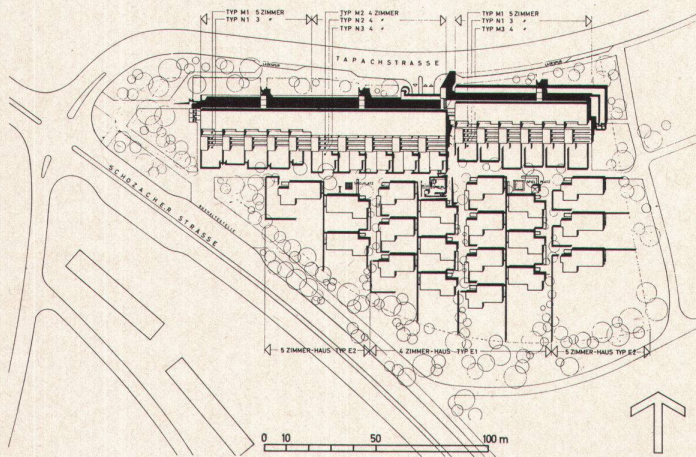 TYP M1 5 ZIMMER
TYP N1 3 "
TYP M2 4 ZIMMER
TYP N2 4 "
TYP N3 4 "
TYP M1 5 ZIMMER
TYP N1 3 "
TYP M3 4 "
TAPACHSTRASSE
SCHOZACHER STRASSE
5 ZIMMER-HAUS TYP E2
4 ZIMMER-HAUS TYP E1
5 ZIMMER-HAUS TYP E2
0 10 50 100 m